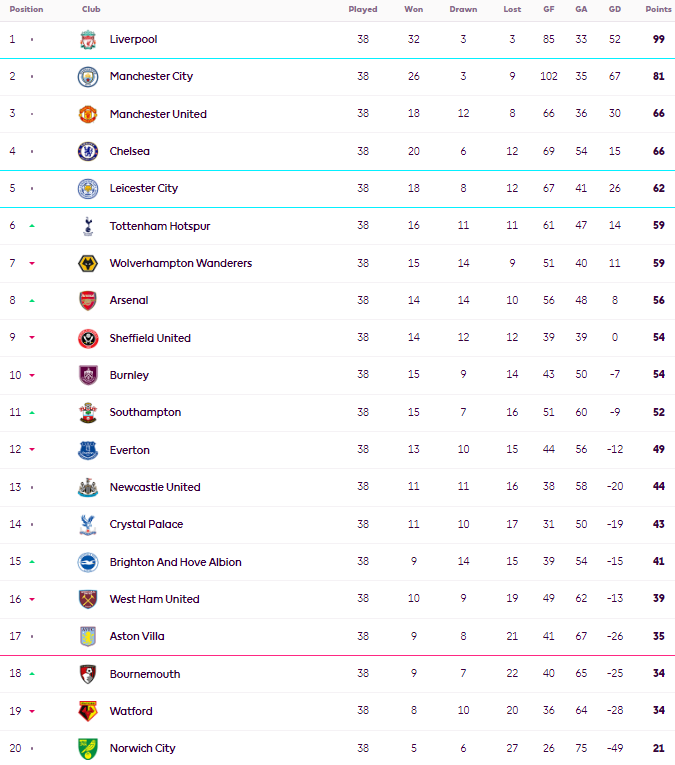 Position Club Played Won Drawn Lost GF GA GD Points
1 Liverpool 38 32 3 3 85 33 52 99
2 Manchester City 38 26 3 9 102 35 67 81
3 Manchester United 38 18 12 8 66 36 30 66
4 Chelsea 38 20 6 12 69 54 15 66
5 Leicester City 38 18 8 12 67 41 26 62
6 Tottenham Hotspur 38 16 11 11 61 47 14 59
7 Wolverhampton Wanderers 38 15 14 9 51 40 11 59
8 Arsenal 38 14 14 10 56 48 8 56
9 Sheffield United 38 14 12 12 39 39 0 54
10 Burnley 38 15 9 14 43 50 -7 54
11 Southampton 38 15 7 16 51 60 -9 52
12 Everton 38 13 10 15 44 56 -12 49
13 Newcastle United 38 11 11 16 38 58 -20 44
14 Crystal Palace 38 11 10 17 31 50 -19 43
15 Brighton And Hove Albion 38 9 14 15 39 54 -15 41
16 West Ham United 38 10 9 19 49 62 -13 39
17 Aston Villa 38 9 8 21 41 67 -26 35
18 Bournemouth 38 9 7 22 40 65 -25 34
19 Watford 38 8 10 20 36 64 -28 34
20 Norwich City 38 5 6 27 26 75 -49 21